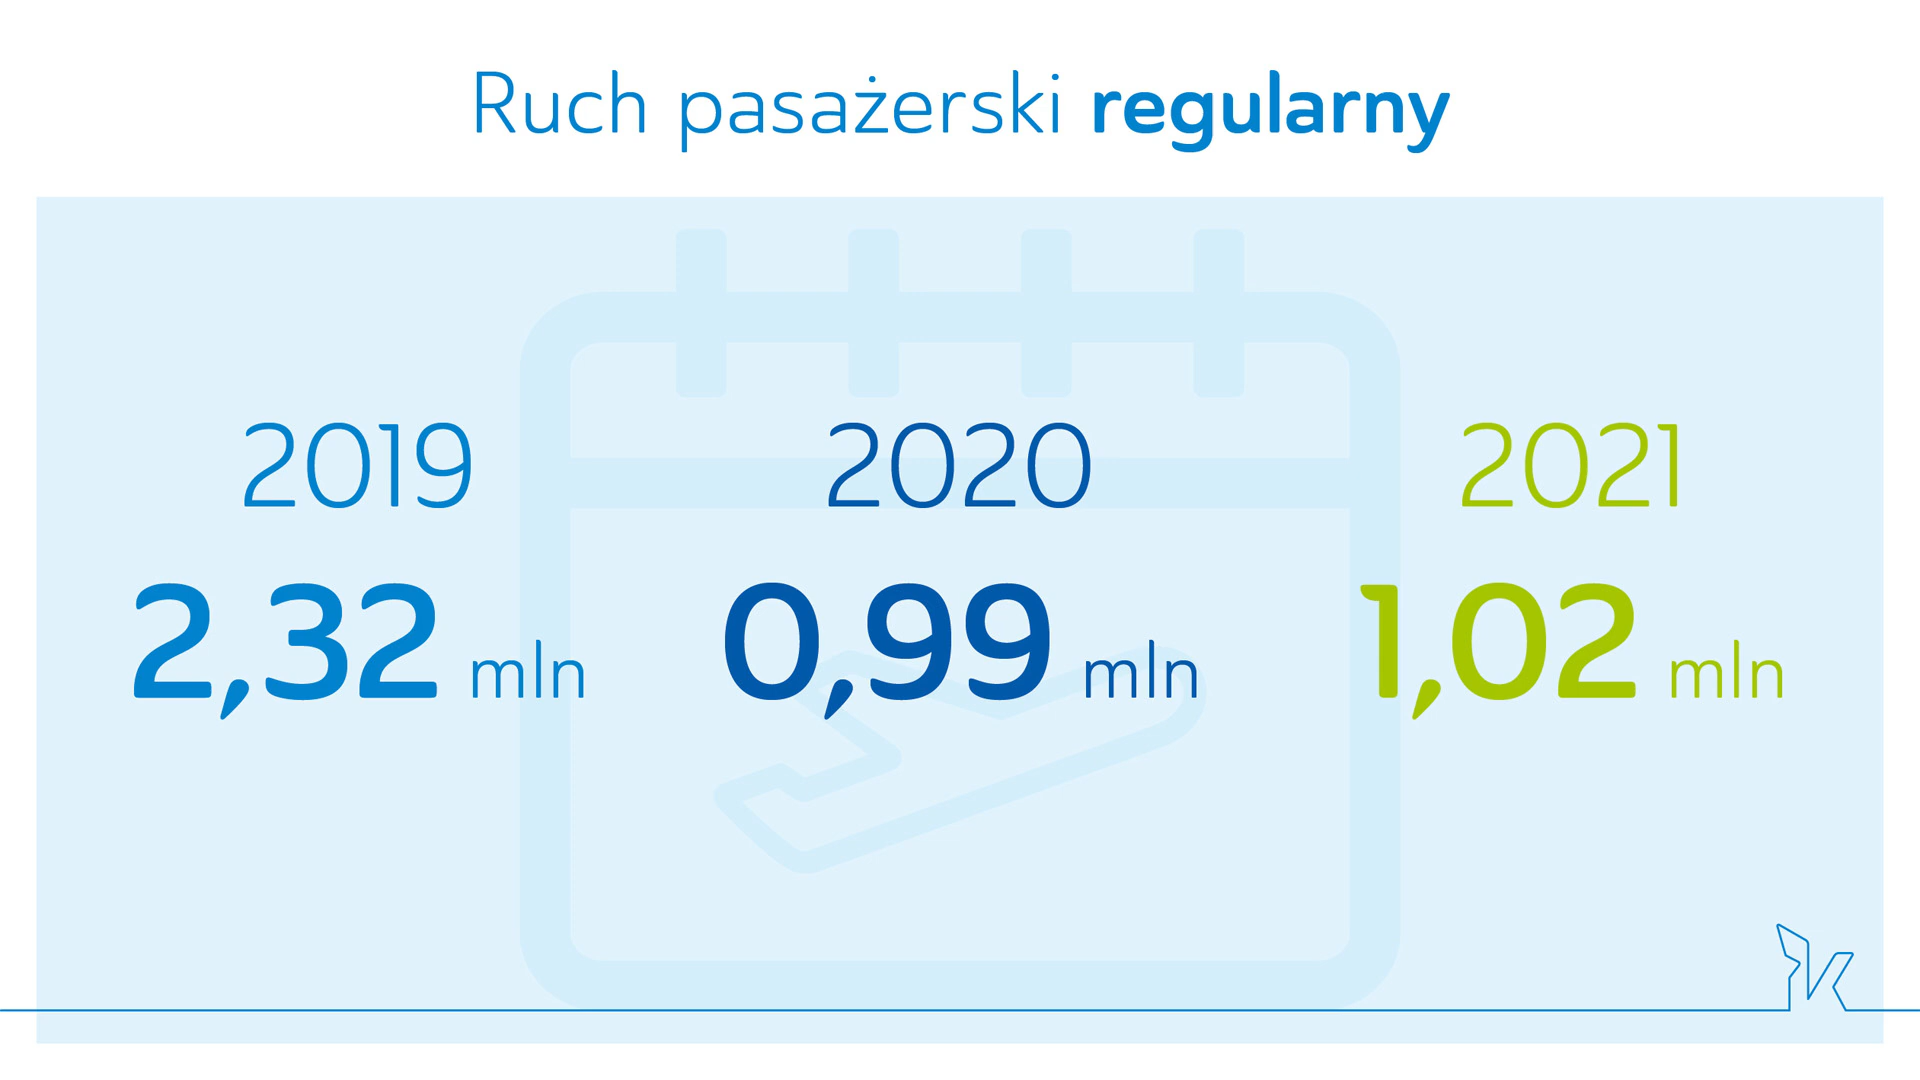 Ruch pasażerski regularny
2019
2,32 mln
2020
0,99 mln
2021
1,02 mln